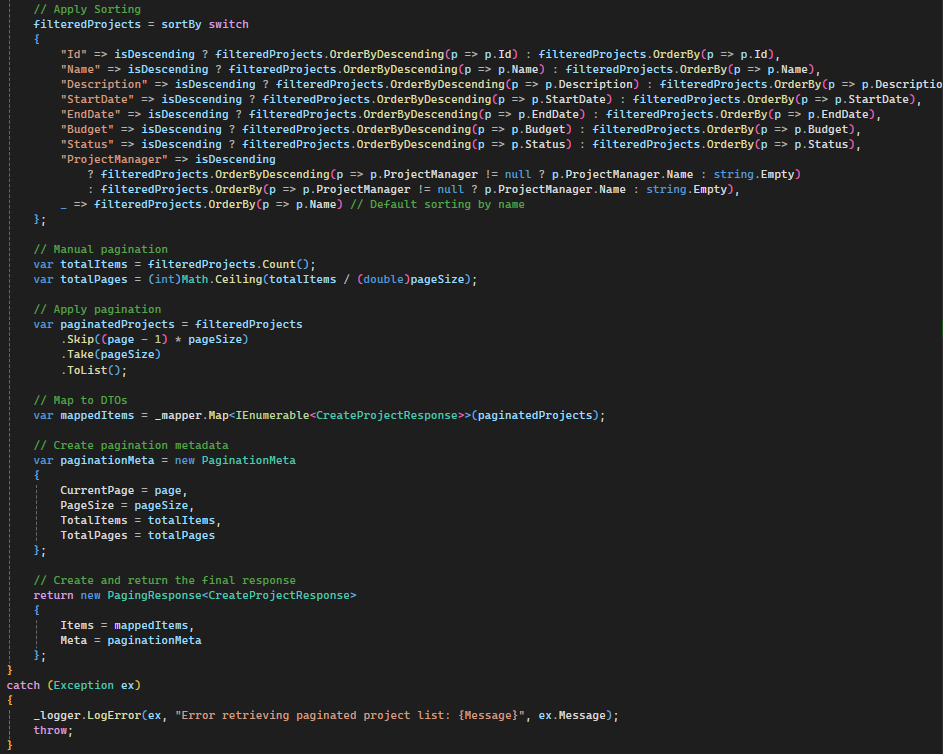 // Apply Sorting
filteredProjects = sortBy switch
{
"Id" => isDescending ? filteredProjects.OrderByDescending(p => p.Id) : filteredProjects.OrderBy(p => p.Id),
"Name" => isDescending ? filteredProjects.OrderByDescending(p => p.Name) : filteredProjects.OrderBy(p => p.Name),
"Description" => isDescending ? filteredProjects.OrderByDescending(p => p.Description) : filteredProjects.OrderBy(p => p.Descriptio
"StartDate" => isDescending ? filteredProjects.OrderByDescending(p => p.StartDate) : filteredProjects.OrderBy(p => p.StartDate),
"EndDate" => isDescending ? filteredProjects.OrderByDescending(p => p.EndDate) : filteredProjects.OrderBy(p => p.EndDate),
"Budget" => isDescending ? filteredProjects.OrderByDescending(p => p.Budget) : filteredProjects.OrderBy(p => p.Budget),
"Status" => isDescending ? filteredProjects.OrderByDescending(p => p.Status) : filteredProjects.OrderBy(p => p.Status),
"ProjectManager" => isDescending
? filteredProjects.OrderByDescending(p => p.ProjectManager != null ? p.ProjectManager.Name : string.Empty)
: filteredProjects.OrderBy(p => p.ProjectManager != null ? p.ProjectManager.Name : string.Empty),
_ => filteredProjects.OrderBy(p => p.Name) // Default sorting by name
};
// Manual pagination
var totalItems = filteredProjects.Count();
var totalPages = (int)Math.Ceiling(totalItems / (double)pageSize);
// Apply pagination
var paginatedProjects = filteredProjects
.Skip((page - 1) * pageSize)
.Take(pageSize)
.ToList();
// Map to DTOs
var mappedItems = _mapper.Map<IEnumerable<CreateProjectResponse>>(paginatedProjects);
// Create pagination metadata
var paginationMeta = new PaginationMeta
{
CurrentPage = page,
PageSize = pageSize,
TotalItems = totalItems,
TotalPages = totalPages
};
// Create and return the final response
return new PagingResponse<CreateProjectResponse>
{
Items = mappedItems,
Meta = paginationMeta
};
}
catch (Exception ex)
{
_logger.LogError(ex, "Error retrieving paginated project list: {Message}", ex.Message);
throw;
}